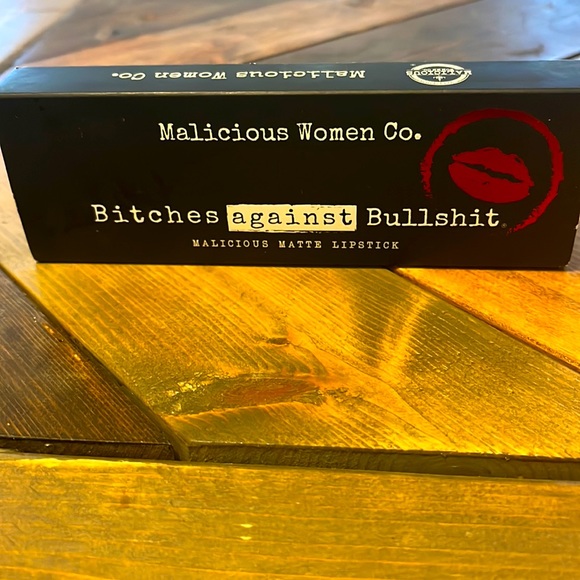 Malicious Women Co.
Malicious Women Co.
Bitches against Bullshit®
MALICIOUS MATTE LIPSTICK